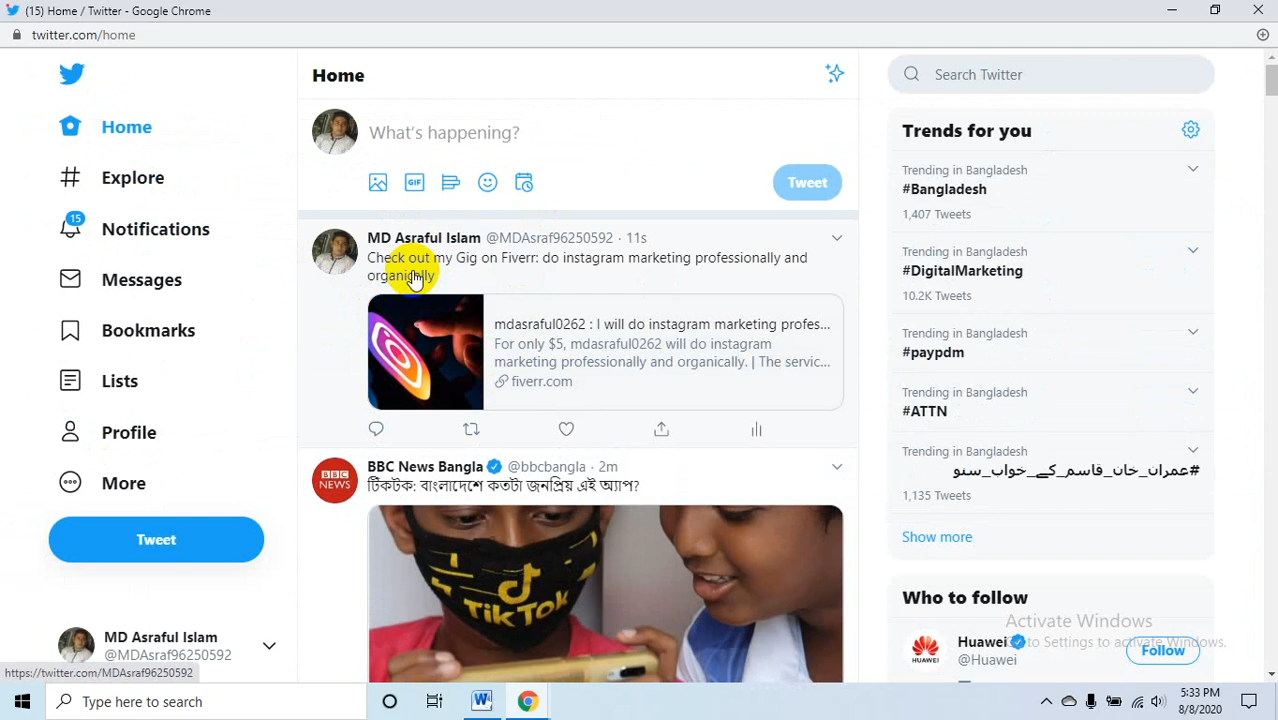 (15) Home / Twitter - Google Chrome
twitter.com/home
Home
Search Twitter
Home
What's happening?
Trends for you
Explore
GIF
Tweet
Trending in Bangladesh
#Bangladesh
1,407 Tweets
15
Notifications
MD Asraful Islam @MDAsraf96250592 · 11s
Check out my Gig on Fiverr: do instagram marketing professionally and
organically
Trending in Bangladesh
#DigitalMarketing
10.2K Tweets
Messages
Bookmarks
mdasraful0262 : I will do instagram marketing profes...
For only $5, mdasraful0262 will do instagram
marketing professionally and organically. | The servic...
fiverr.com
Trending in Bangladesh
#paypdm
Lists
Trending in Bangladesh
#ATTN
Profile
Trending in Bangladesh
#عمران_خان_قاسم_کے_جواب_سنو
1,135 Tweets
More
BBC News Bangla @bbcbangla · 2m
টিকটক: বাংলাদেশে কতটা জনপ্রিয় এই অ্যাপ?
BBC
NEWS
Tweet
Show more
TikTok
Who to follow
Activate Windows
Go to Settings to activate Windows.
MD Asraful Islam
@MDAsraf96250592
HUAWEI
Huawei
@Huawei
Follow
https://twitter.com/MDAsraf96250592
Type here to search
5:33 PM
8/8/2020